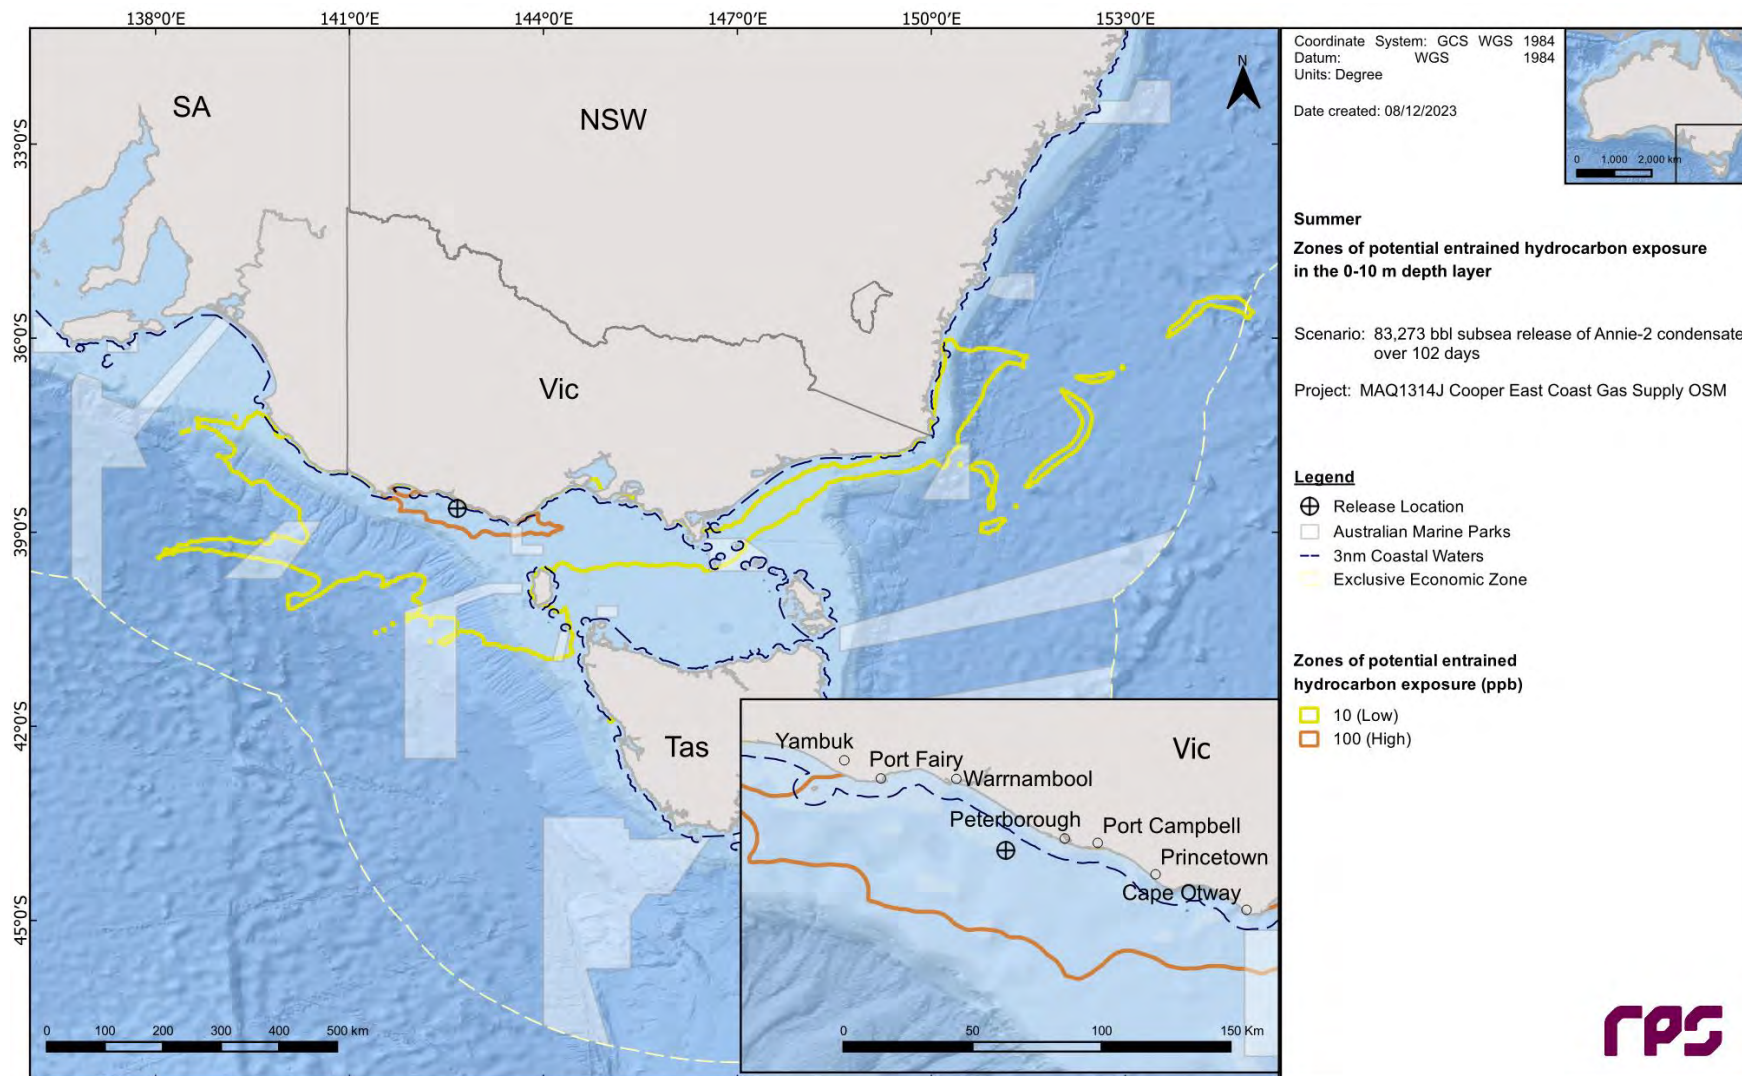 138°0'E 141°0'E 144°0'E 147°0'E 150°0'E 153°0'E
33°0'S
36°0'S
39°0'S
42°0'S
45°0'S
SA
NSW
Vic
Tas
0 100 200 300 400 500 km
Yambuk
Port Fairy
Warrnambool
Vic
Peterborough
Port Campbell
Princetown
Cape Otway
0 50 100 150 Km
Coordinate System: GCS WGS 1984
Datum: WGS 1984
Units: Degree
Date created: 08/12/2023
N
0 1,000 2,000 km
Summer
Zones of potential entrained hydrocarbon exposure
in the 0-10 m depth layer
Scenario: 83,273 bbl subsea release of Annie-2 condensate
over 102 days
Project: MAQ1314J Cooper East Coast Gas Supply OSM
Legend
Release Location
Australian Marine Parks
3nm Coastal Waters
Exclusive Economic Zone
Zones of potential entrained
hydrocarbon exposure (ppb)
10 (Low)
100 (High)
rps